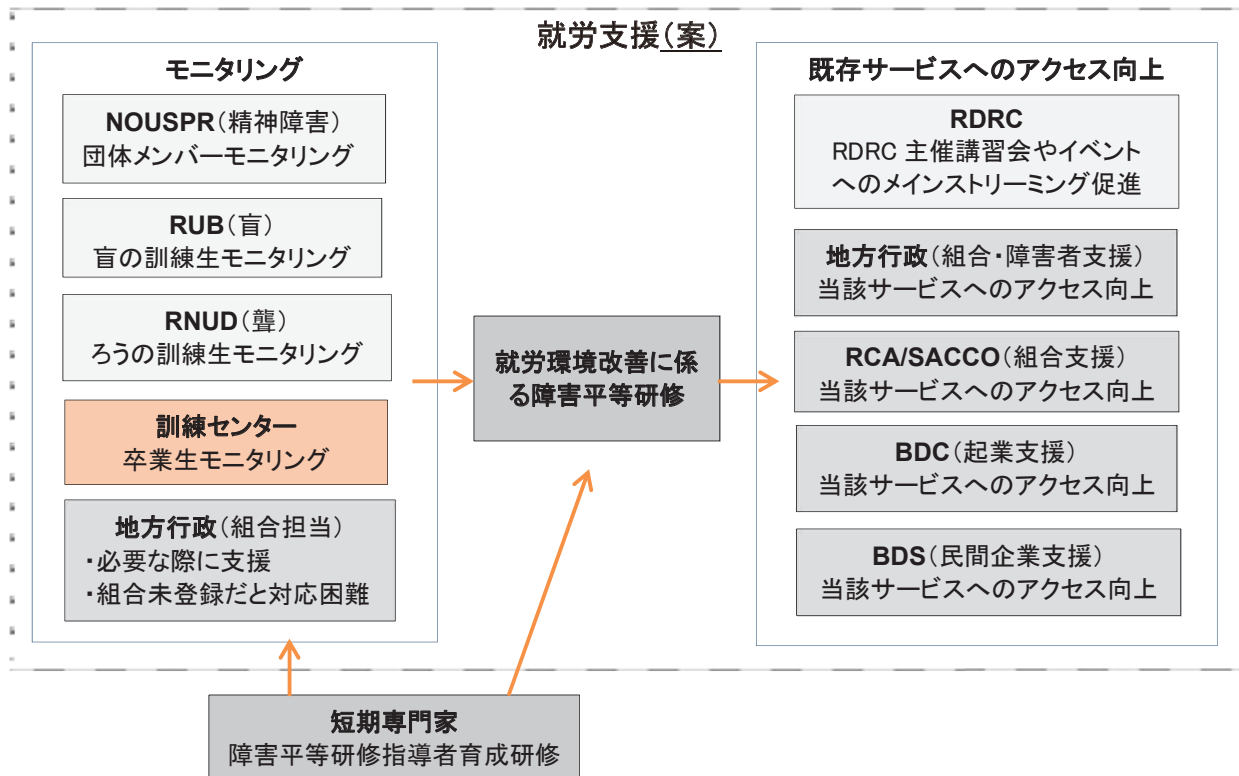 就労支援(案)
モニタリング
NOUSPR(精神障害)
団体メンバーモニタリング
RUB(盲)
盲の訓練生モニタリング
RNUD(聾)
ろうの訓練生モニタリング
訓練センター
卒業生モニタリング
地方行政(組合担当)
・必要な際に支援
・組合未登録だと対応困難
就労環境改善に係
る障害平等研修
既存サービスへのアクセス向上
RDRC
RDRC 主催講習会やイベント
へのメインストリーミング促進
地方行政(組合・障害者支援)
当該サービスへのアクセス向上
RCA/SACCO(組合支援)
当該サービスへのアクセス向上
BDC(起業支援)
当該サービスへのアクセス向上
BDS(民間企業支援)
当該サービスへのアクセス向上
短期専門家
障害平等研修指導者育成研修